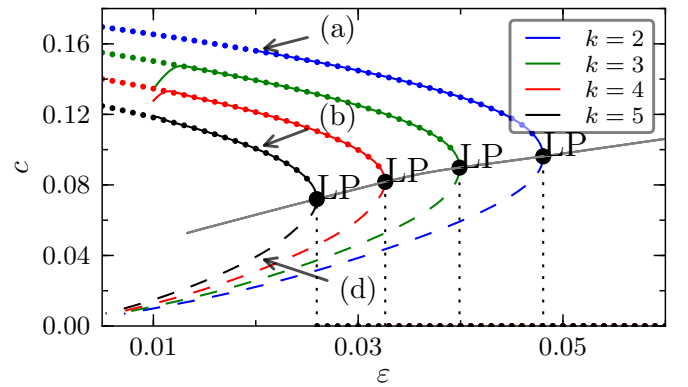 (a)
k = 2
k = 3
k = 4
k = 5
0.16
0.12
0.08
0.04
0.00
c
(b)
LP
LP
LP
LP
(d)
0.01
0.03
0.05
ε